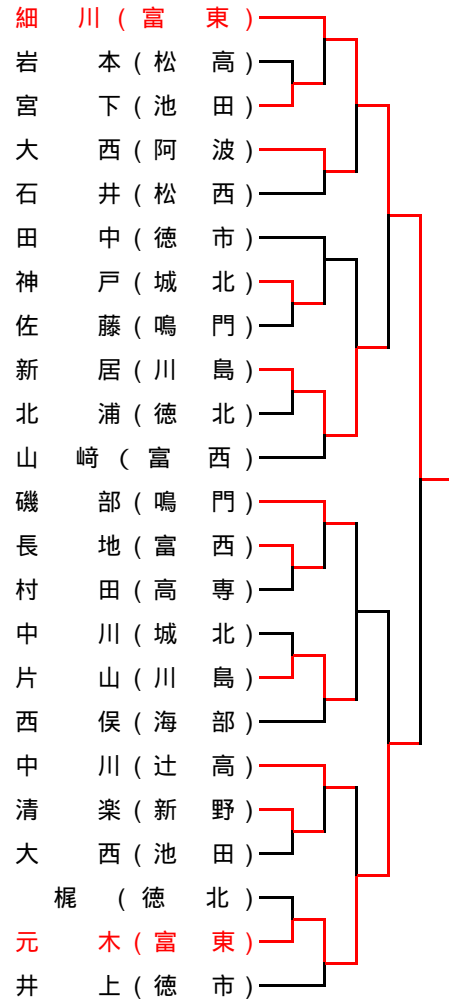 細川(富東)
岩本(松高)
宮下(池田)
大西(阿波)
石井(松西)
田中(徳市)
神戸(城北)
佐藤(鳴門)
新居(川島)
北浦(徳北)
山﨑(富西)
磯部(鳴門)
長地(富西)
村田(高専)
中川(城北)
片山(川島)
西俣(海部)
中川(辻高)
清楽(新野)
大西(池田)
梶(徳北)
元木(富東)
井上(徳市)